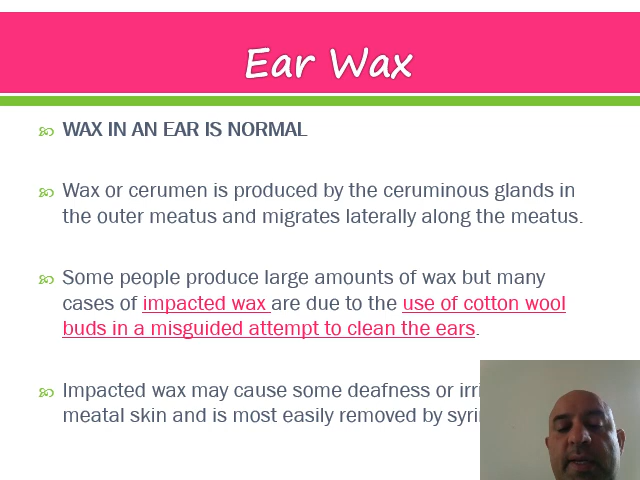 Ear Wax
WAX IN AN EAR IS NORMAL
Wax or cerumen is produced by the ceruminous glands in
the outer meatus and migrates laterally along the meatus.
Some people produce large amounts of wax but many
cases of impacted wax are due to the use of cotton wool
buds in a misguided attempt to clean the ears.
Impacted wax may cause some deafness or
meatal skin and is most easily removed by